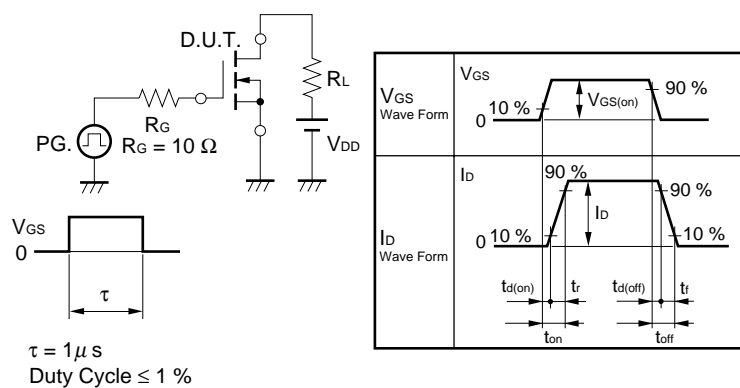 D.U.T.
RL
RG
PG.
RG = 10 Ω
VDD
VGS
0
τ
τ = 1μ s
Duty Cycle ≤ 1 %
VGS
Wave Form
VGS
90 %
VGS(on)
10 %
0
ID
Wave Form
ID
90 %
90 %
ID
0 10 %
10 %
td(on) tr td(off) tf
ton toff